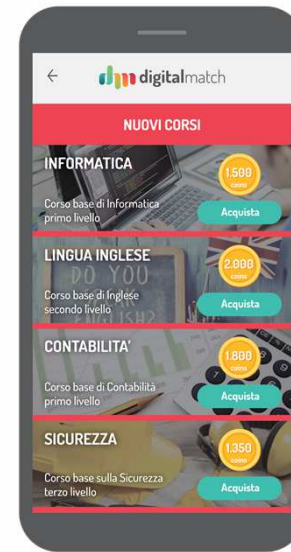 digitalmatch
NUOVI CORSI
INFORMATICA
1.500
coins
Corso base di Informatica
primo livello
Acquista
LINGUA INGLESE
2.000
coins
DO YOU
SPEAK
ENGLISH?
Corso base di Inglese
secondo livello
Acquista
CONTABILITA'
1.800
coins
Corso base di Contabilità
primo livello
Acquista
SICUREZZA
1.350
coins
Corso base sulla Sicurezza
terzo livello
Acquista